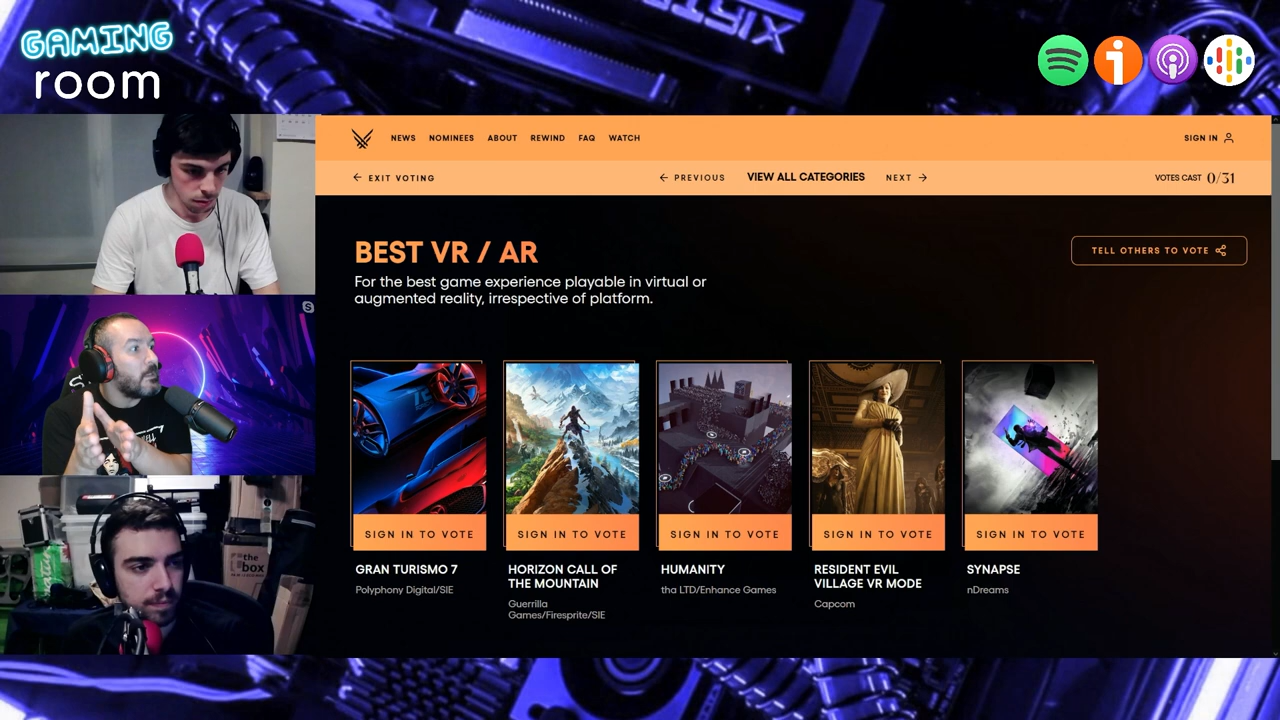 GAMING
room
NEWS NOMINEES ABOUT REWIND FAQ WATCH
SIGN IN
EXIT VOTING
PREVIOUS VIEW ALL CATEGORIES NEXT
VOTES CAST 0/31
BEST VR / AR
TELL OTHERS TO VOTE
For the best game experience playable in virtual or
augmented reality, irrespective of platform.
SIGN IN TO VOTE SIGN IN TO VOTE SIGN IN TO VOTE SIGN IN TO VOTE SIGN IN TO VOTE
GRAN TURISMO 7
Polyphony Digital/SIE
HORIZON CALL OF
THE MOUNTAIN
Guerrilla
Games/Firesprite/SIE
HUMANITY
tha LTD/Enhance Games
RESIDENT EVIL
VILLAGE VR MODE
Capcom
SYNAPSE
nDreams
the
box